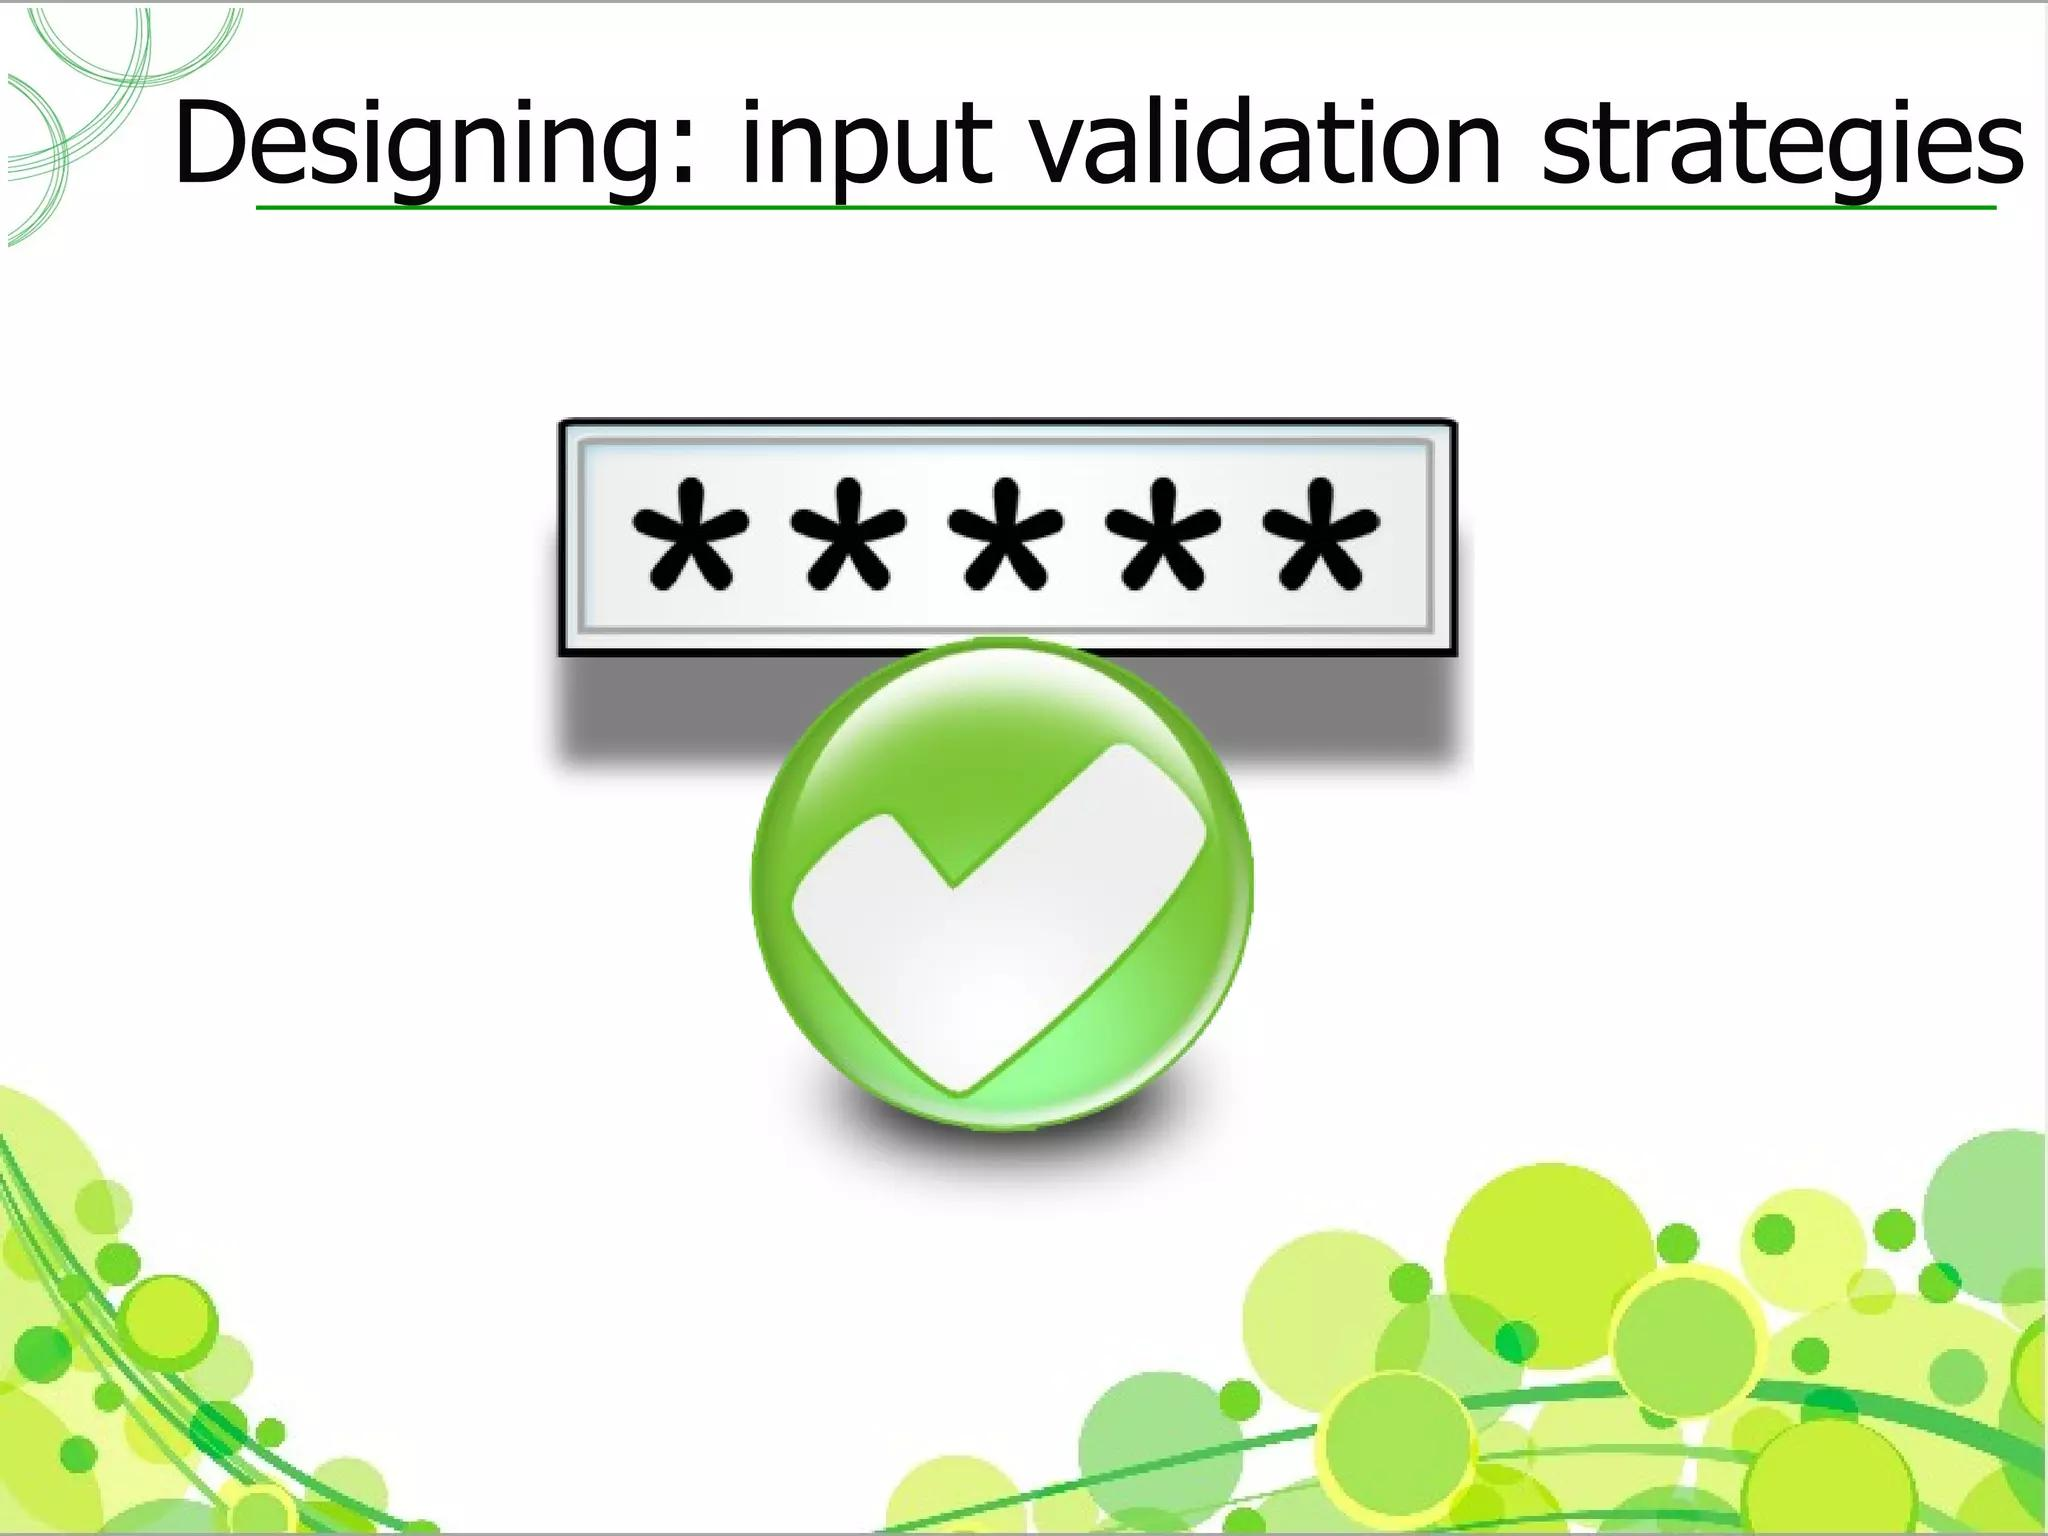 Designing: input validation strategies
*****